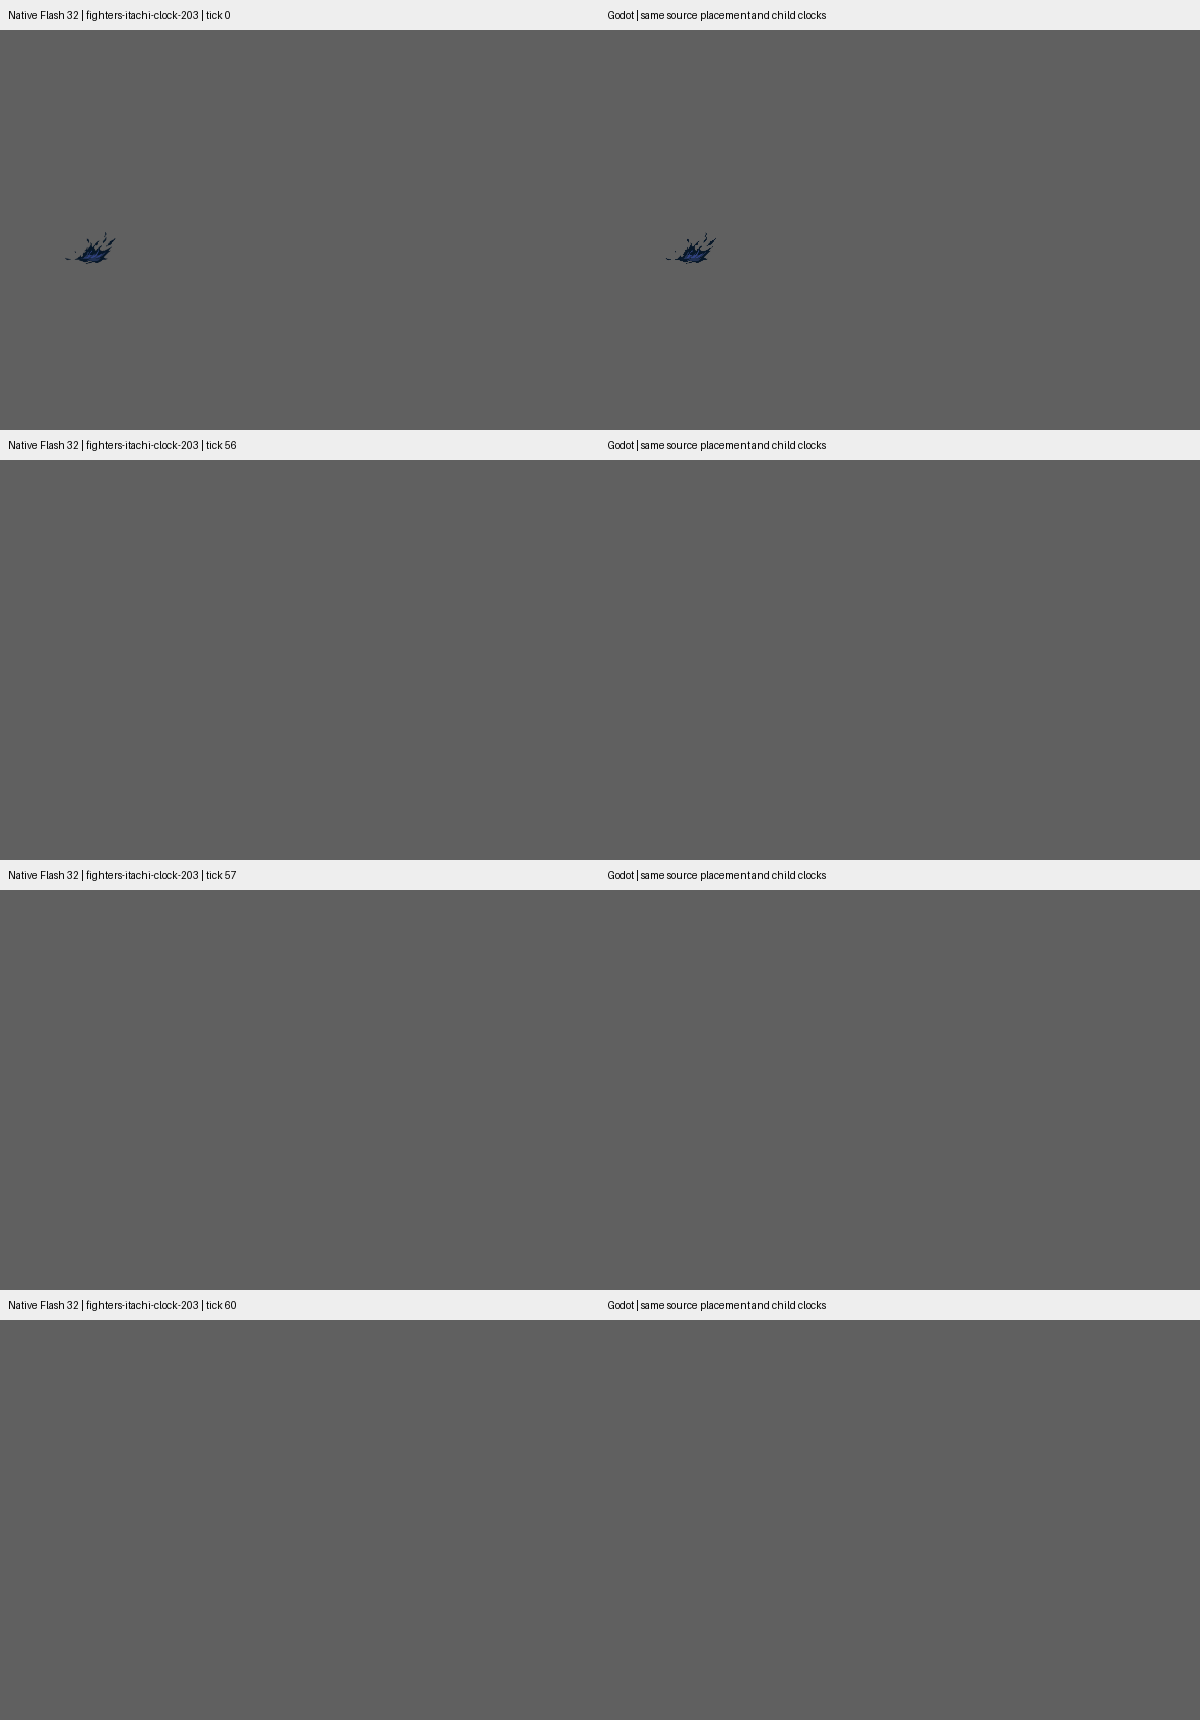 Native Flash 32 | fighters-itachi-clock-203 | tick 0
Godot | same source placement and child clocks
Native Flash 32 | fighters-itachi-clock-203 | tick 56
Godot | same source placement and child clocks
Native Flash 32 | fighters-itachi-clock-203 | tick 57
Godot | same source placement and child clocks
Native Flash 32 | fighters-itachi-clock-203 | tick 60
Godot | same source placement and child clocks